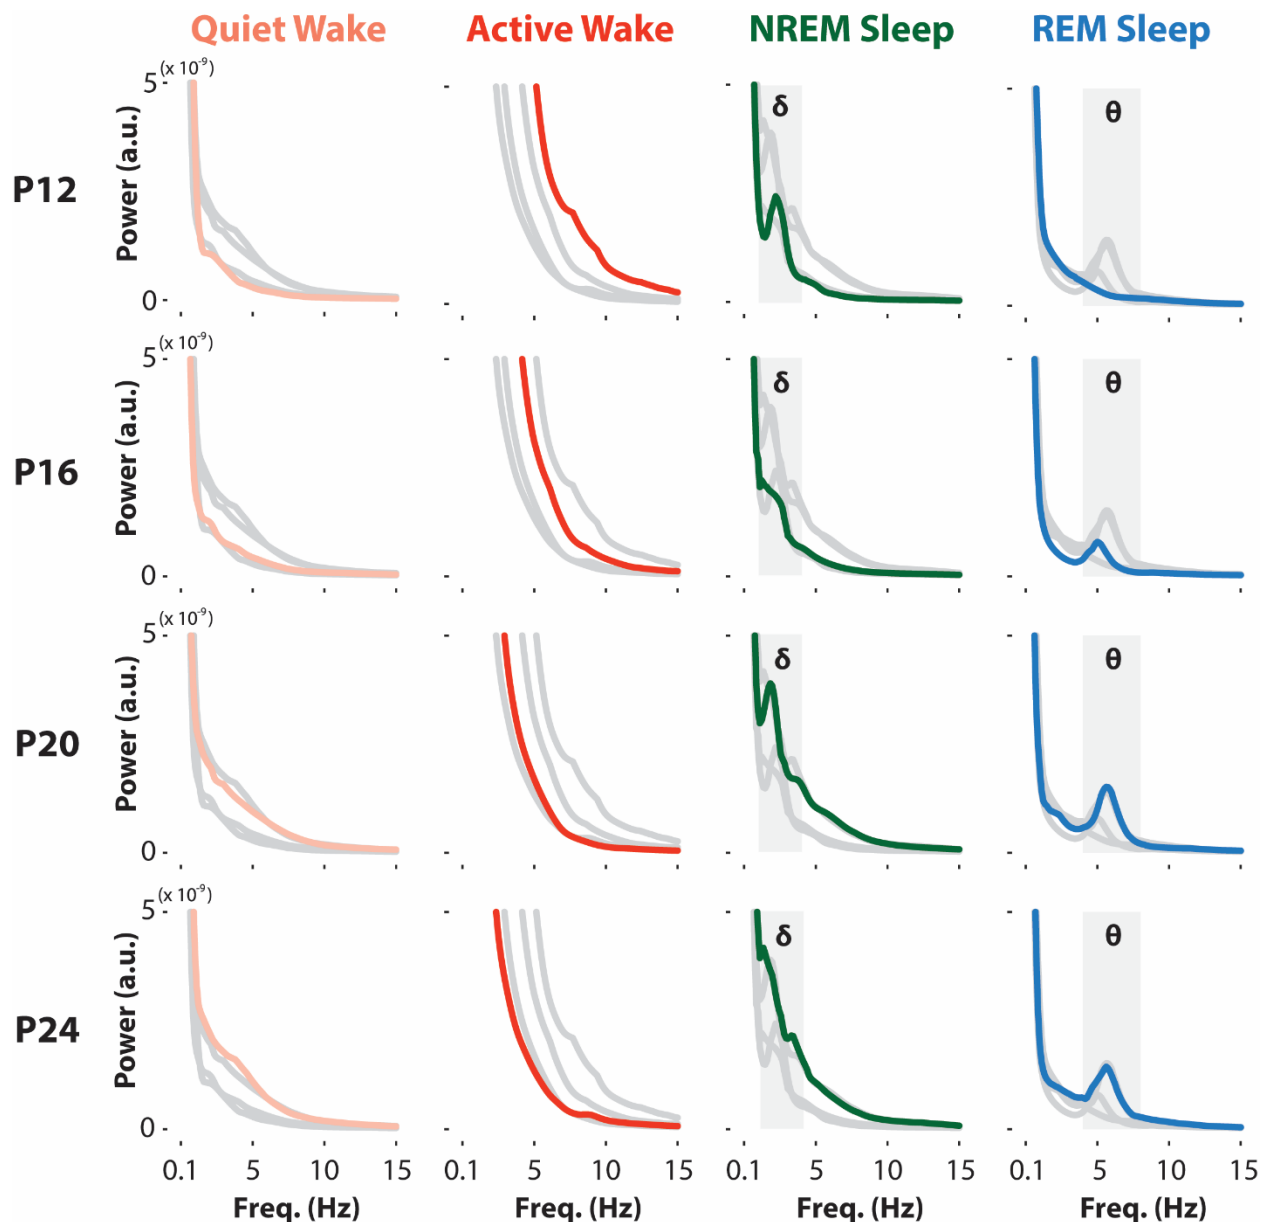 Quiet Wake Active Wake NREM Sleep REM Sleep
P12
Power (a.u.)
5 (x 10⁻⁹)
0
δ
θ
P16
Power (a.u.)
5 (x 10⁻⁹)
0
δ
θ
P20
Power (a.u.)
5 (x 10⁻⁹)
0
δ
θ
P24
Power (a.u.)
5 (x 10⁻⁹)
0
δ
θ
0.1 5 10 15 0.1 5 10 15 0.1 5 10 15 0.1 5 10 15
Freq. (Hz) Freq. (Hz) Freq. (Hz) Freq. (Hz)